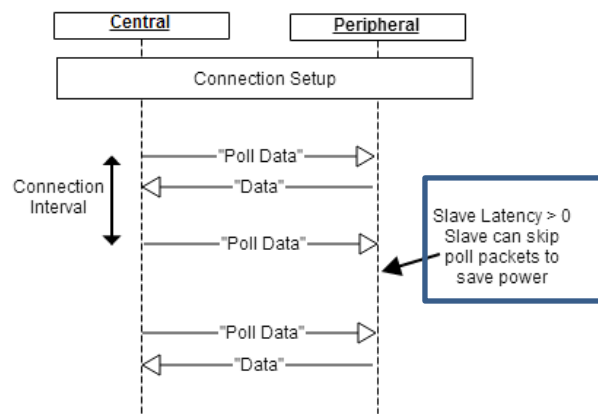 Central
Peripheral
Connection Setup
"Poll Data"
"Data"
Connection
Interval
"Poll Data"
Slave Latency > 0
Slave can skip
poll packets to
save power
"Poll Data"
"Data"